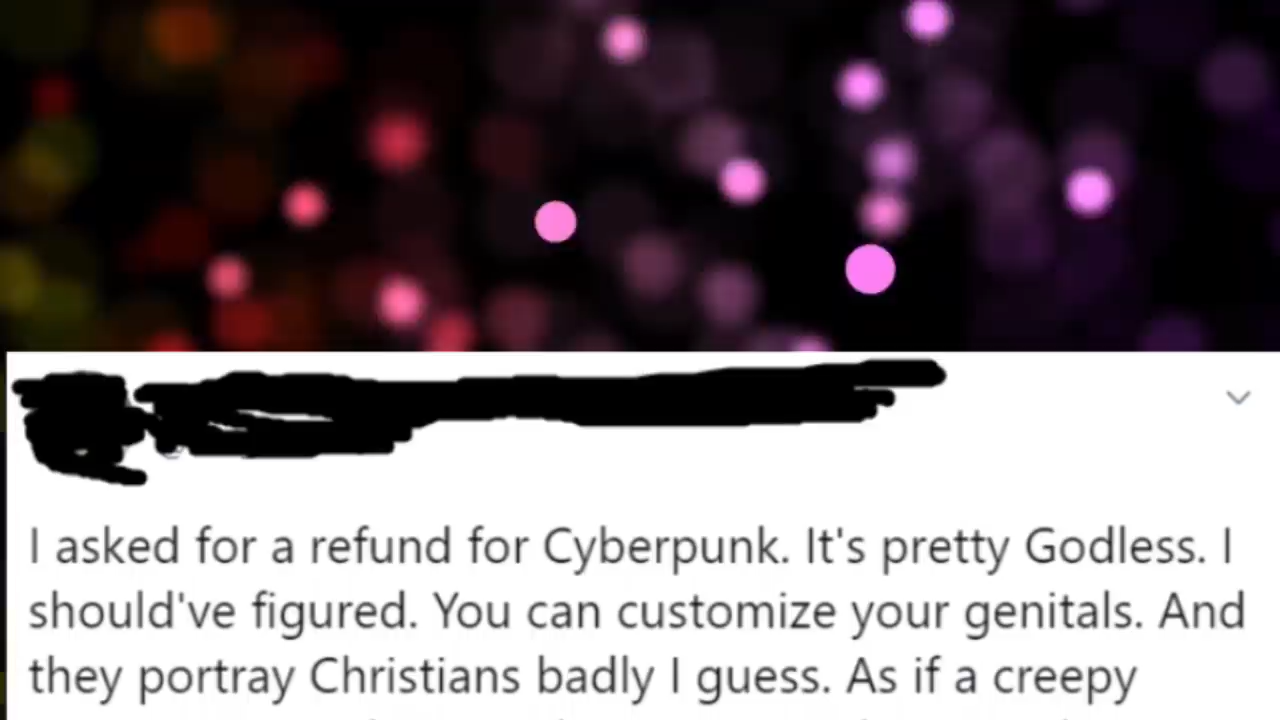 I asked for a refund for Cyberpunk. It's pretty Godless. I
should've figured. You can customize your genitals. And
they portray Christians badly I guess. As if a creepy